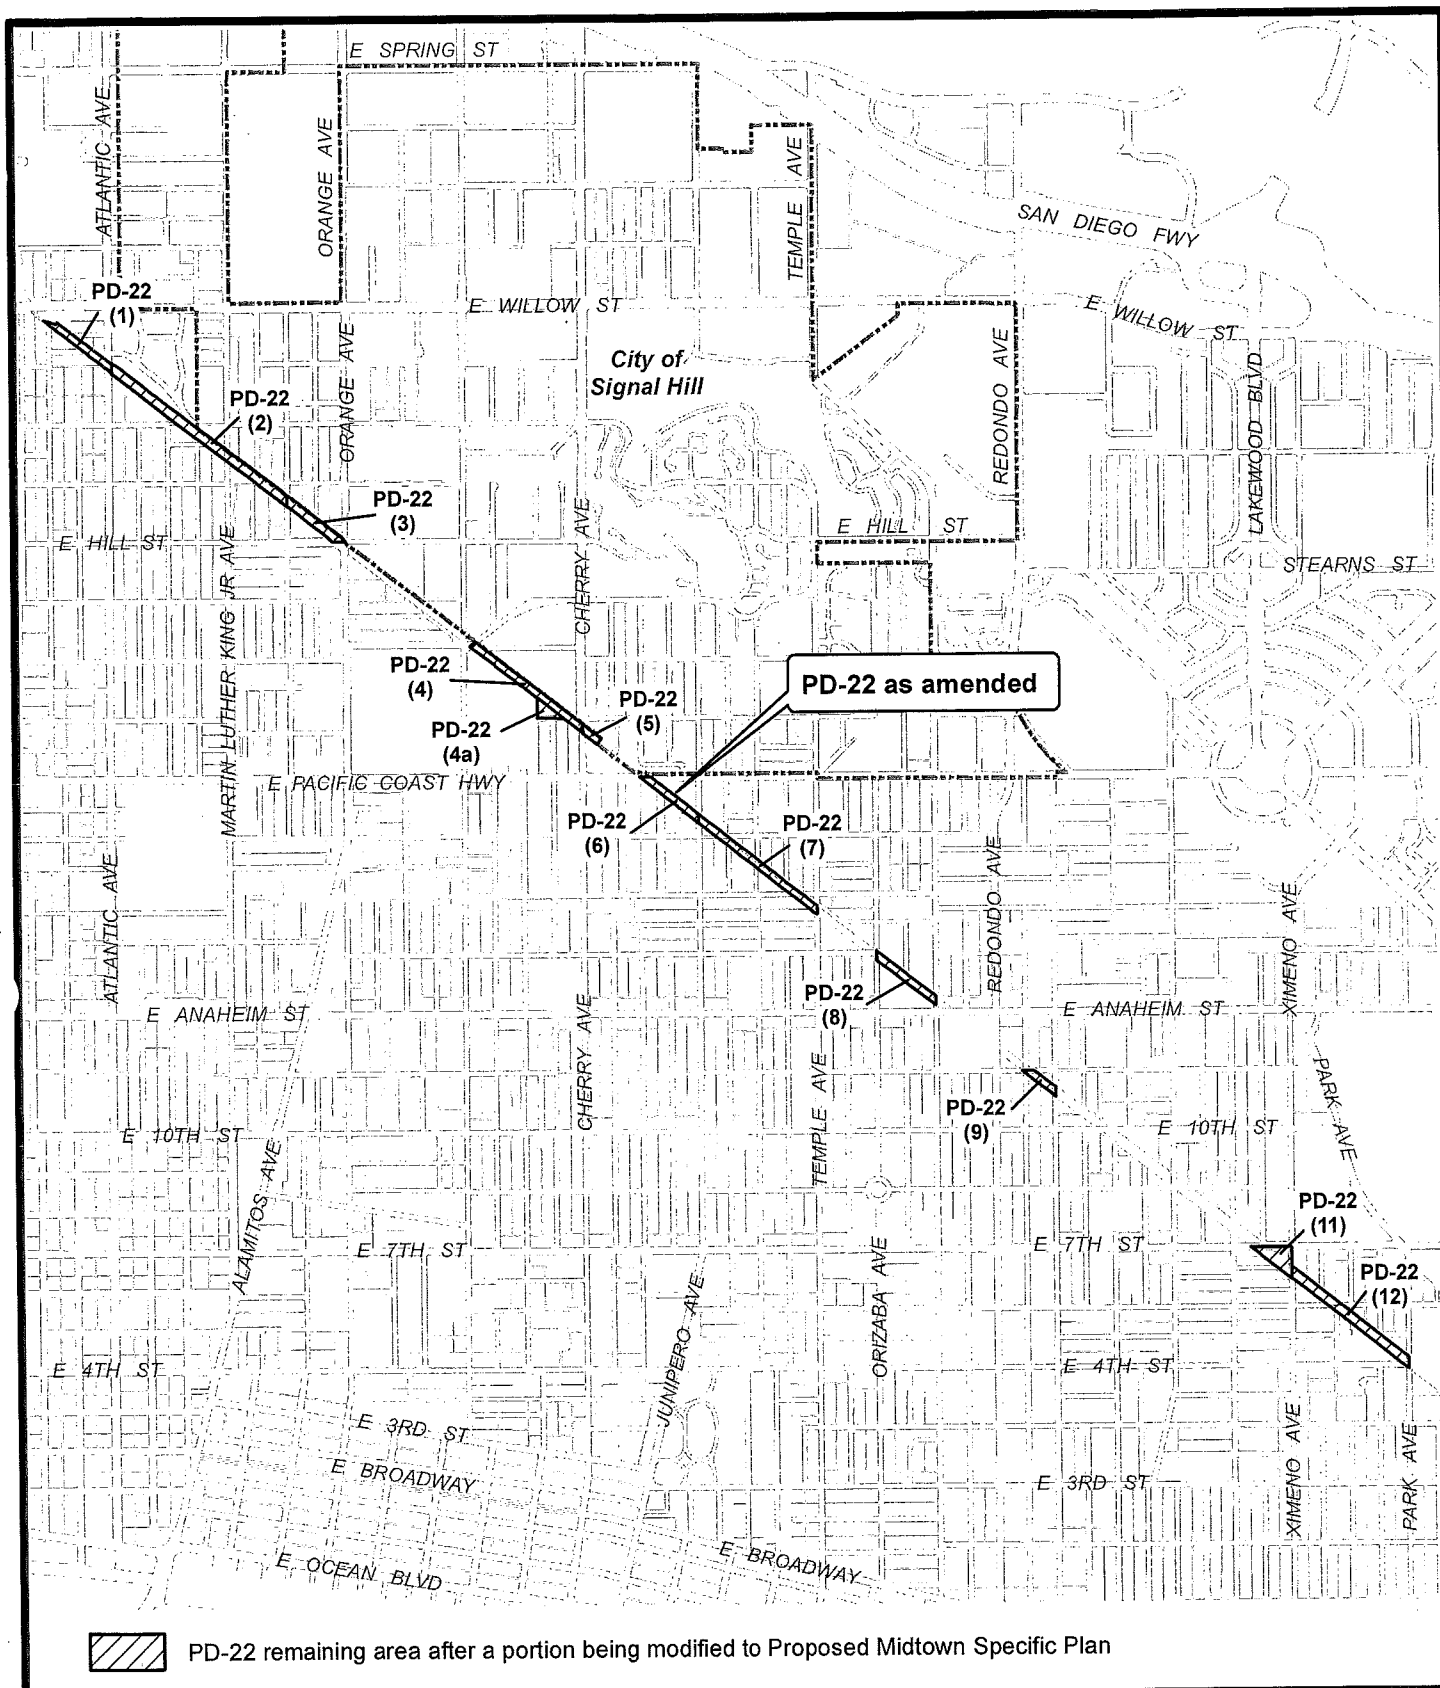 E SPRING ST
ATLANTIC AVE
ORANGE AVE
TEMPLE AVE
SAN DIEGO FWY
PD-22
(1)
E WILLOW ST
E WILLOW ST
ORANGE AVE
City of
Signal Hill
REDONDO AVE
LAKEWOOD BLVD
PD-22
(2)
PD-22
(3)
E HILL ST
E HILL ST
STEARNS ST
MARTIN LUTHER KING JR AVE
CHERRY AVE
PD-22
(4)
PD-22 as amended
PD-22
(5)
PD-22
(4a)
E PACIFIC COAST HWY
PD-22
(6)
PD-22
(7)
ATLANTIC AVE
REDONDO AVE
XIMENO AVE
PD-22
(8)
E ANAHEIM ST
E ANAHEIM ST
CHERRY AVE
TEMPLE AVE
PARK AVE
PD-22
(9)
E 10TH ST
E 10TH ST
ALAMITOS AVE
PD-22
(11)
E 7TH ST
E 7TH ST
ORIZABA AVE
JUNIPERO AVE
PD-22
(12)
E 4TH ST
E 4TH ST
E 3RD ST
E BROADWAY
E 3RD ST
XIMENO AVE
PARK AVE
E OCEAN BLVD
E BROADWAY
PD-22 remaining area after a portion being modified to Proposed Midtown Specific Plan